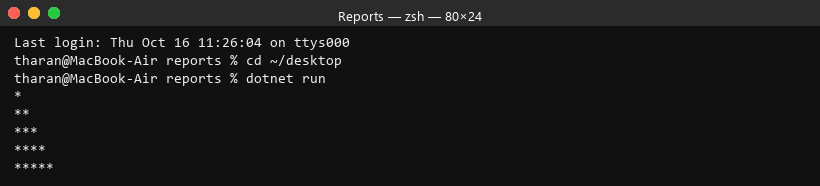 Reports — zsh — 80×24
Last login: Thu Oct 16 11:26:04 on ttys000
tharan@MacBook-Air reports % cd ~/desktop
tharan@MacBook-Air reports % dotnet run
*
**
***
****
*****